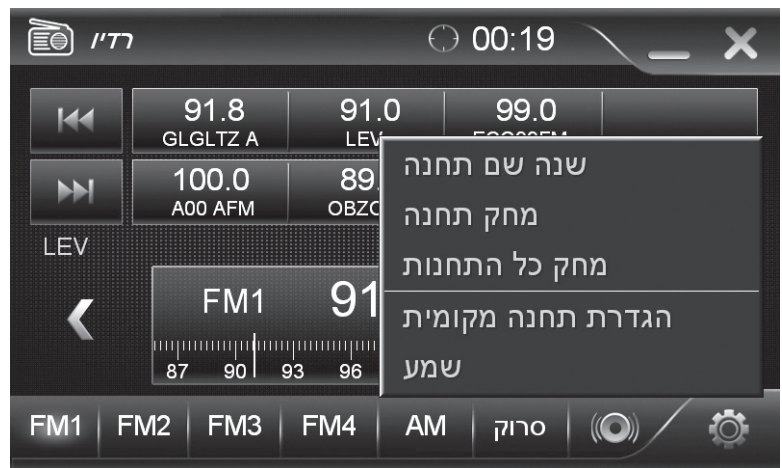 רדיו
00:19
91.8 91.0 99.0
GLGLTZ A LEV
100.0 89.
A00 AFM OBZO
LEV
FM1 91
87 90 93 96
שנה שם תחנה
מחק תחנה
מחק כל התחנות
הגדרת תחנה מקומית
שמע
FM1 FM2 FM3 FM4 AM סרוק